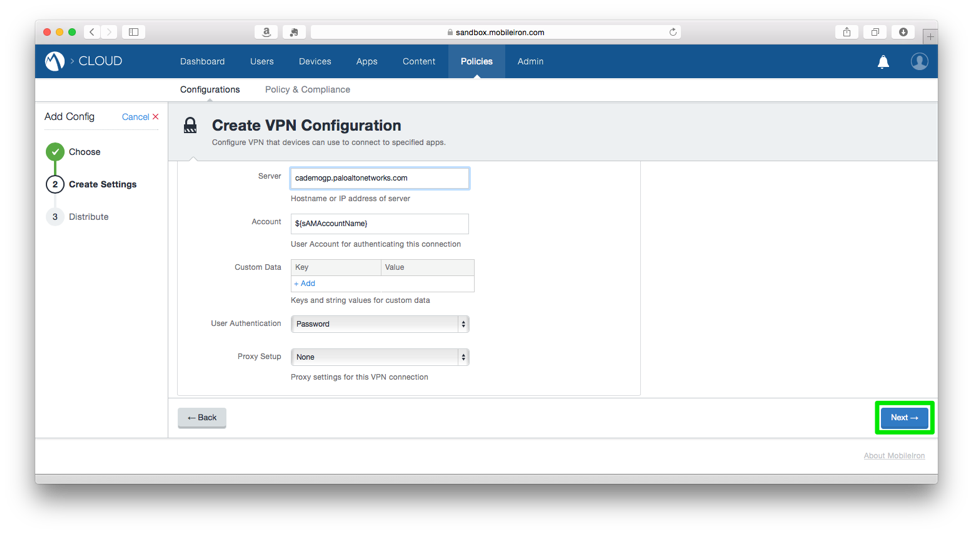 sandbox.mobileiron.com
> CLOUD
Dashboard Users Devices Apps Content Policies Admin
Configurations Policy & Compliance
Add Config Cancel ✕
Choose
2 Create Settings
3 Distribute
Create VPN Configuration
Configure VPN that devices can use to connect to specified apps.
Server cademogp.paloaltonetworks.com
Hostname or IP address of server
Account ${sAMAccountName}
User Account for authenticating this connection
Custom Data Key Value
+ Add
Keys and string values for custom data
User Authentication Password
Proxy Setup None
Proxy settings for this VPN connection
← Back
Next →
About MobileIron